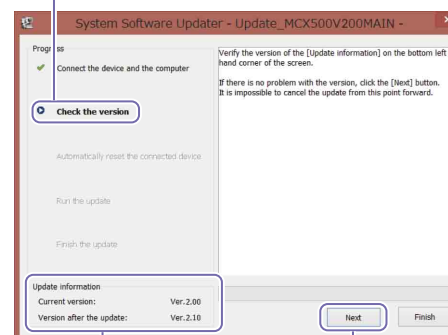 System Software Updater - Update_MCX500V200MAIN -
Progress
Connect the device and the computer
Check the version
Automatically reset the connected device
Run the update
Finish the update
Verify the version of the [Update information] on the bottom left
hand corner of the screen.
If there is no problem with the version, click the [Next] button.
It is impossible to cancel the update from this point forward.
Update information
Current version: Ver.2.00
Version after the update: Ver.2.10
Next
Finish